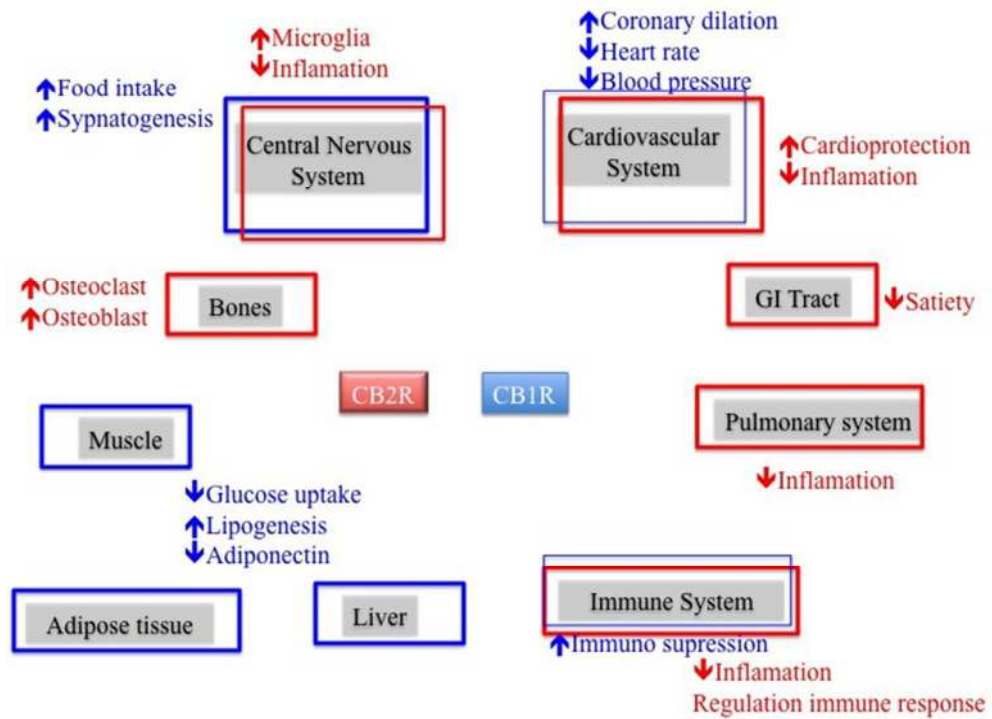 ↑Microglia
↓Inflamation
↑Food intake
↑Sypnatogenesis
Central Nervous
System
↑Coronary dilation
↓Heart rate
↓Blood pressure
Cardiovascular
System
↑Cardioprotection
↓Inflamation
↑Osteoclast
↑Osteoblast
Bones
GI Tract
↓Satiety
CB2R
CB1R
Muscle
Pulmonary system
↓Inflamation
↓Glucose uptake
↑Lipogenesis
↓Adiponectin
Adipose tissue
Liver
Immune System
↑Immuno supression
↓Inflamation
Regulation immune response